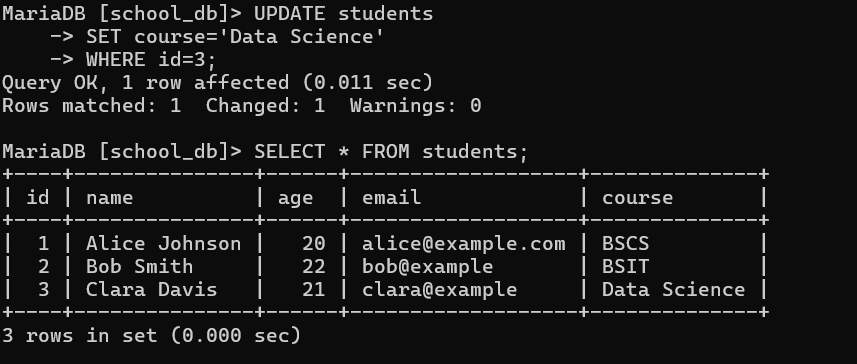 MariaDB [school_db]> UPDATE students
    -> SET course='Data Science'
    -> WHERE id=3;
Query OK, 1 row affected (0.011 sec)
Rows matched: 1  Changed: 1  Warnings: 0

MariaDB [school_db]> SELECT * FROM students;
+----+---------------+------+-------------------+--------------+
| id | name          | age  | email             | course       |
+----+---------------+------+-------------------+--------------+
|  1 | Alice Johnson |   20 | alice@example.com | BSCS         |
|  2 | Bob Smith     |   22 | bob@example       | BSIT         |
|  3 | Clara Davis   |   21 | clara@example     | Data Science |
+----+---------------+------+-------------------+--------------+
3 rows in set (0.000 sec)